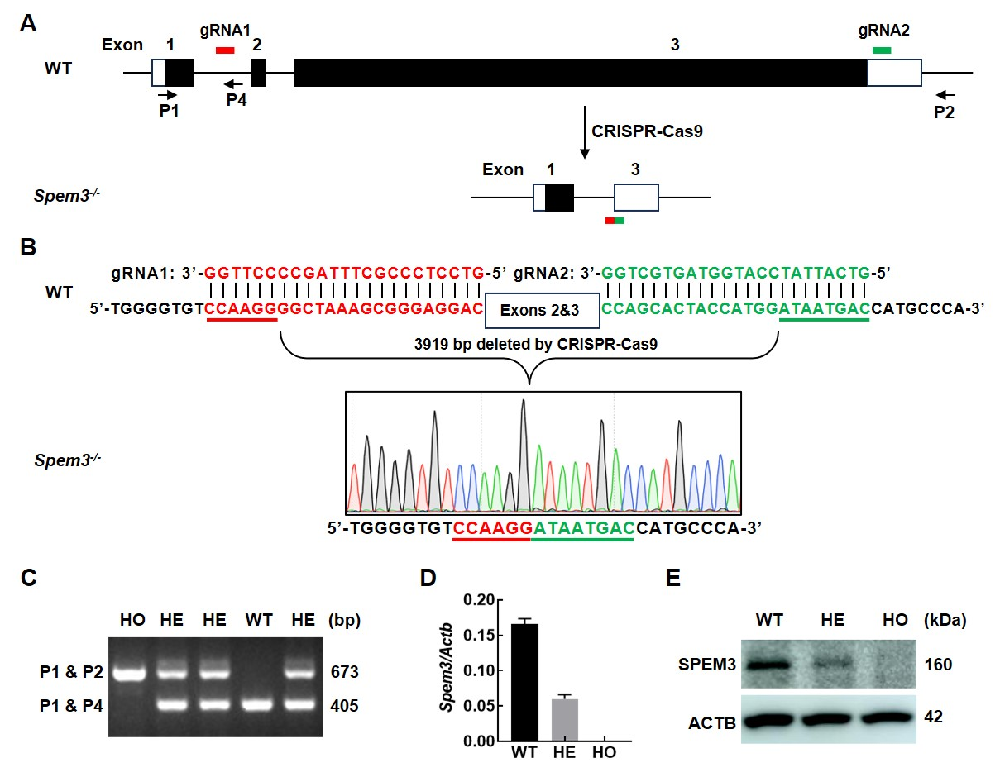 A
gRNA1 gRNA2
Exon 1 2 3
WT
P1 P4 P2
CRISPR-Cas9
Exon 1 3
Spem3-/-
B
gRNA1: 3’-GGTTCCCCGATTTCGCCCTCCTG-5’ gRNA2: 3’-GGTCGTGATGGTACCTATTACTG-5’
WT
5’-TGGGGTGTCCAAGGGGCTAAAGCGGGAGGAC Exons 2&3 CCAGCACTACCATGGATAATGACCATGCCCA-3’
3919 bp deleted by CRISPR-Cas9
Spem3-/-
5’-TGGGGTGTCCAAGGATAATGACCATGCCCA-3’
C
HO HE HE WT HE (bp)
P1 & P2 673
P1 & P4 405
D
Spem3/Actb
0.20
0.15
0.10
0.05
0.00
WT HE HO
E
WT HE HO (kDa)
SPEM3 160
ACTB 42